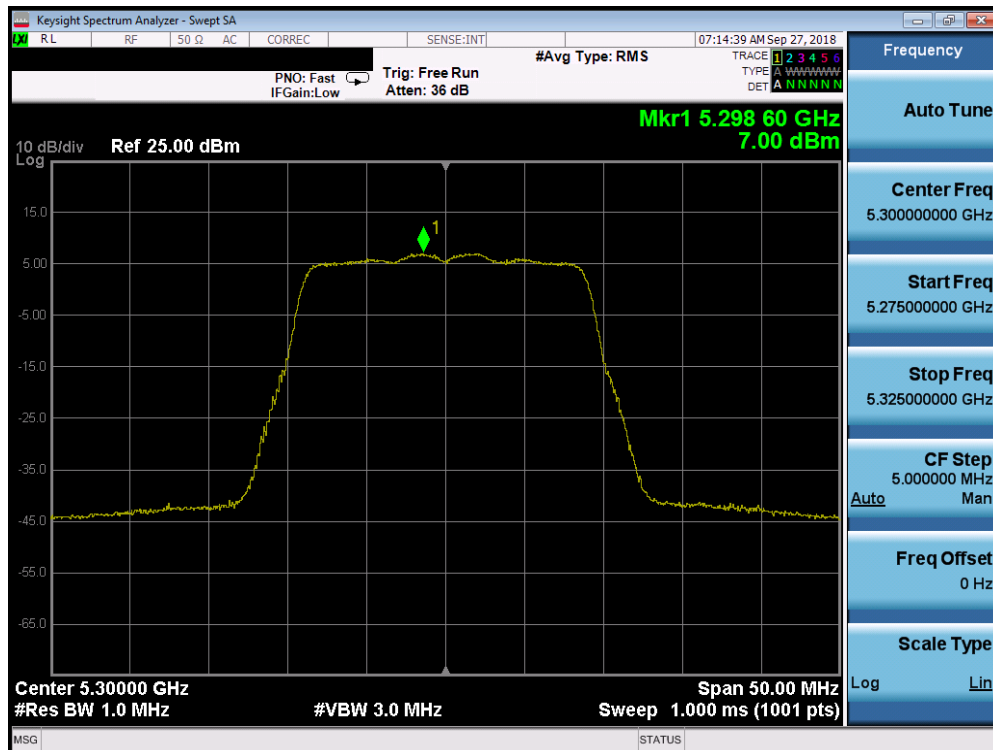 Keysight Spectrum Analyzer - Swept SA
LXI RL RF 50 Ω AC CORREC SENSE:INT 07:14:39 AM Sep 27, 2018
#Avg Type: RMS TRACE 1 2 3 4 5 6
PNO: Fast Trig: Free Run TYPE A WWWWW
IFGain:Low Atten: 36 dB DET A N N N N N
Mkr1 5.298 60 GHz
7.00 dBm
10 dB/div Ref 25.00 dBm
Log
15.0
1
5.00
-5.00
-15.0
-25.0
-35.0
-45.0
-55.0
-65.0
Center 5.30000 GHz Span 50.00 MHz
#Res BW 1.0 MHz #VBW 3.0 MHz Sweep 1.000 ms (1001 pts)
MSG STATUS
Frequency
Auto Tune
Center Freq
5.300000000 GHz
Start Freq
5.275000000 GHz
Stop Freq
5.325000000 GHz
CF Step
5.000000 MHz
Auto Man
Freq Offset
0 Hz
Scale Type
Log Lin